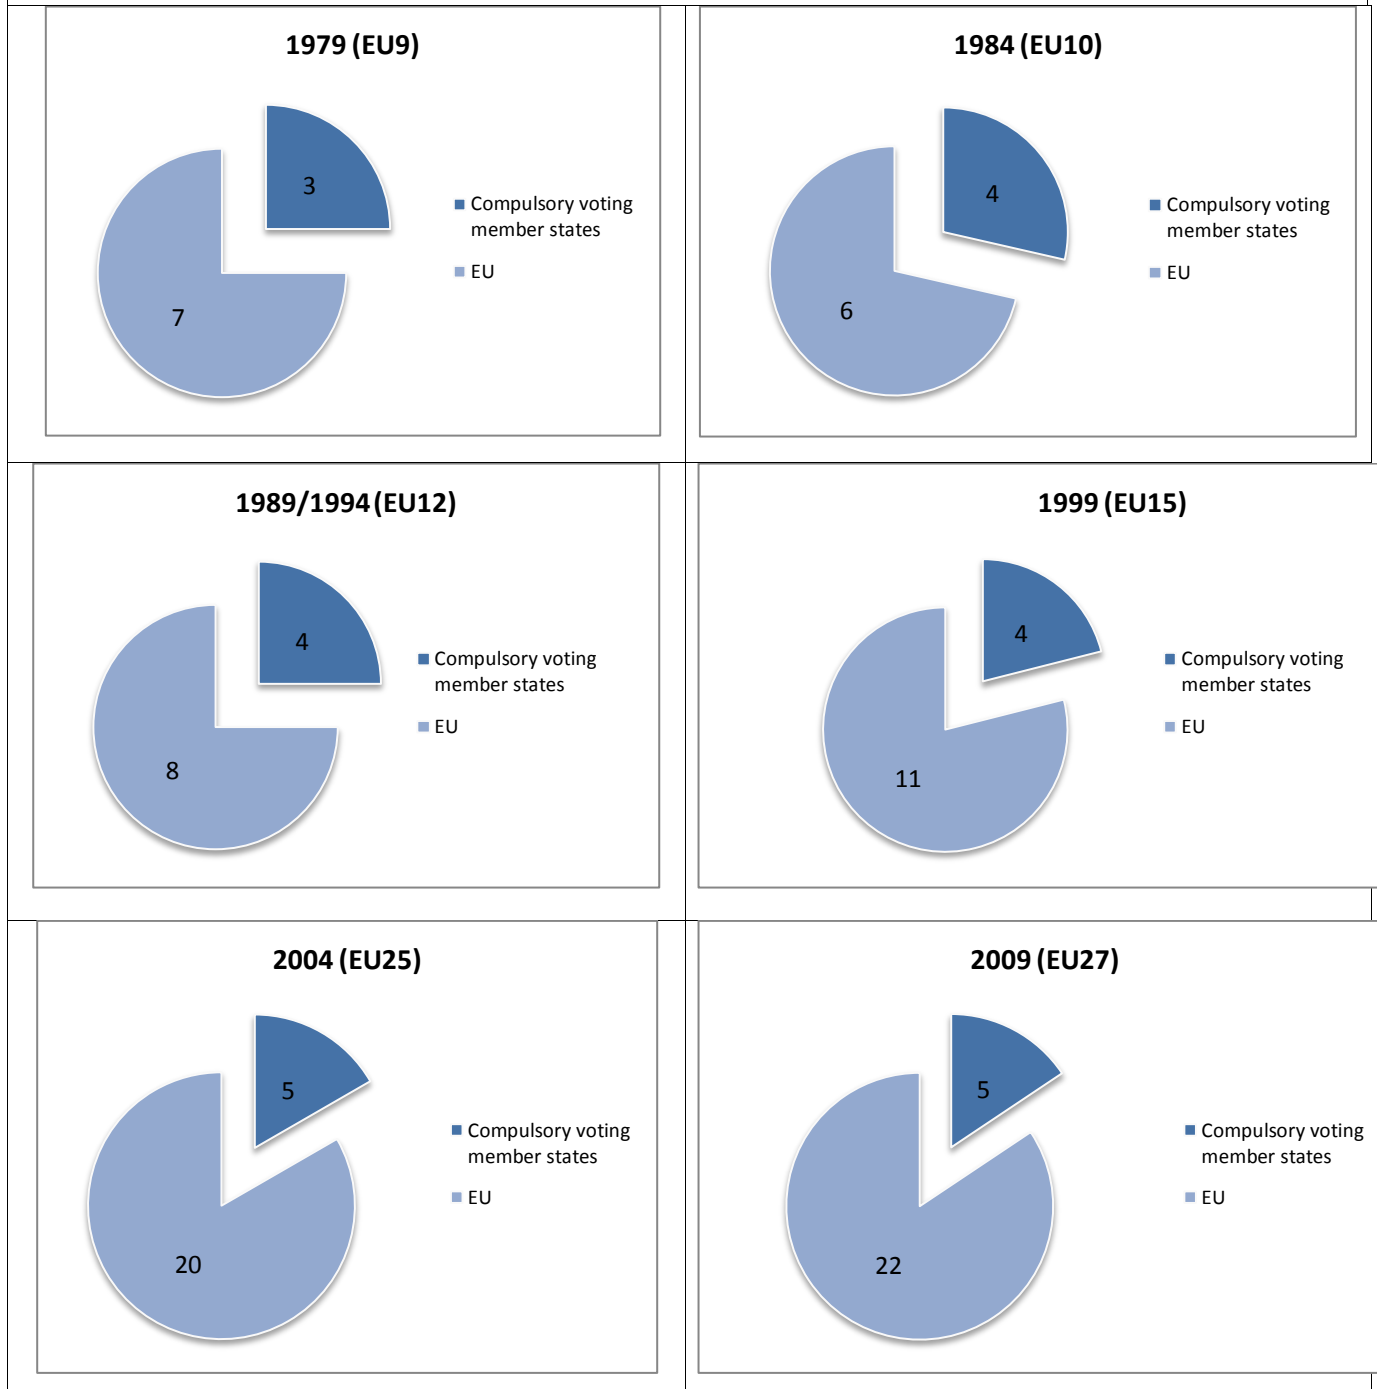 1979 (EU9)
3
7
Compulsory voting
member states
EU
1984 (EU10)
4
6
Compulsory voting
member states
EU
1989/1994 (EU12)
4
8
Compulsory voting
member states
EU
1999 (EU15)
4
11
Compulsory voting
member states
EU
2004 (EU25)
5
20
Compulsory voting
member states
EU
2009 (EU27)
5
22
Compulsory voting
member states
EU